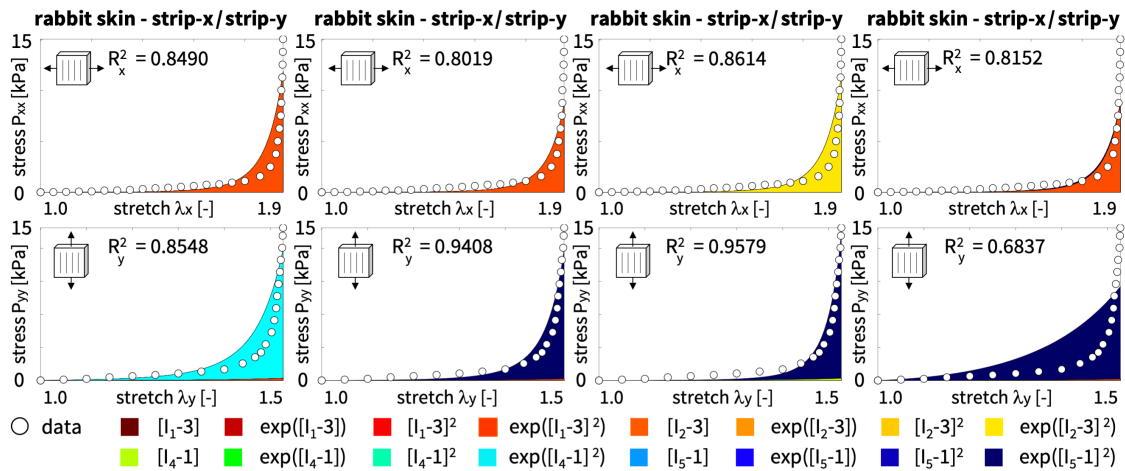 rabbit skin - strip-x/strip-y rabbit skin - strip-x/strip-y rabbit skin - strip-x/strip-y rabbit skin - strip-x/strip-y
15 15 15 15
R²x = 0.8490 R²x = 0.8019 R²x = 0.8614 R²x = 0.8152
stress Pxx [kPa] stress Pxx [kPa] stress Pxx [kPa] stress Pxx [kPa]
0 0 0 0
1.0 stretch λx [-] 1.9 1.0 stretch λx [-] 1.9 1.0 stretch λx [-] 1.9 1.0 stretch λx [-] 1.9
15 15 15 15
R²y = 0.8548 R²y = 0.9408 R²y = 0.9579 R²y = 0.6837
stress Pyy [kPa] stress Pyy [kPa] stress Pyy [kPa] stress Pyy [kPa]
0 0 0 0
1.0 stretch λy [-] 1.5 1.0 stretch λy [-] 1.5 1.0 stretch λy [-] 1.5 1.0 stretch λy [-] 1.5
data [I₁-3] exp([I₁-3]) [I₁-3]² exp([I₁-3]²) [I₂-3] exp([I₂-3]) [I₂-3]² exp([I₂-3]²)
[I₄-1] exp([I₄-1]) [I₄-1]² exp([I₄-1]²) [I₅-1] exp([I₅-1]) [I₅-1]² exp([I₅-1]²)